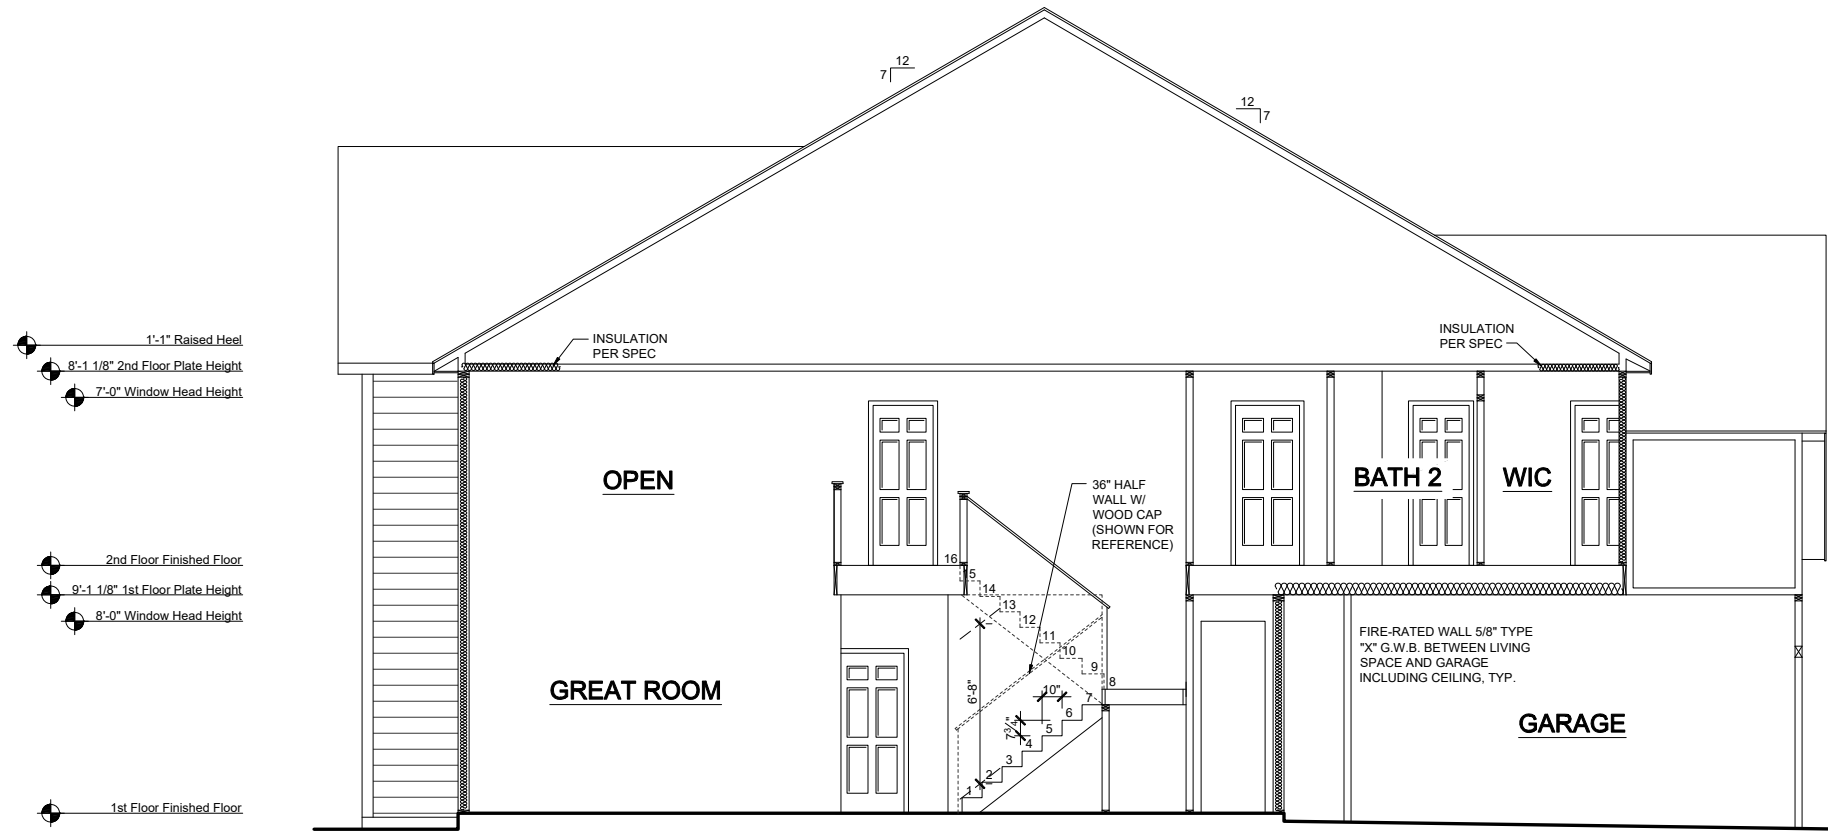 12
7
12
7
1'-1" Raised Heel
8'-1 1/8" 2nd Floor Plate Height
7'-0" Window Head Height
INSULATION
PER SPEC
INSULATION
PER SPEC
OPEN
BATH 2
WIC
36" HALF
WALL W/
WOOD CAP
(SHOWN FOR
REFERENCE)
2nd Floor Finished Floor
9'-1 1/8" 1st Floor Plate Height
8'-0" Window Head Height
16
15
14
13
12
11
10
9
8
7
6
5
4
3
2
1
10"
7 3/4"
6'-8"
GREAT ROOM
FIRE-RATED WALL 5/8" TYPE
"X" G.W.B. BETWEEN LIVING
SPACE AND GARAGE
INCLUDING CEILING, TYP.
GARAGE
1st Floor Finished Floor